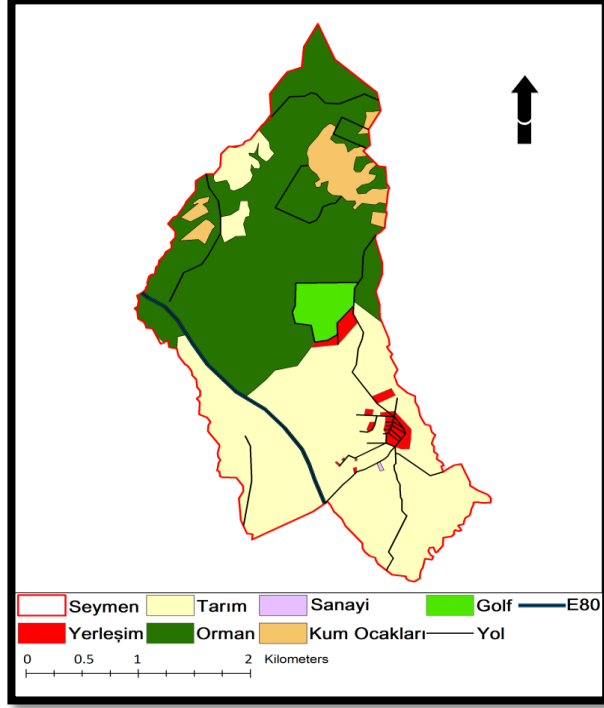 Seymen Tarım Sanayi Golf E80
Yerleşim Orman Kum Ocakları Yol
0 0.5 1 2 Kilometers